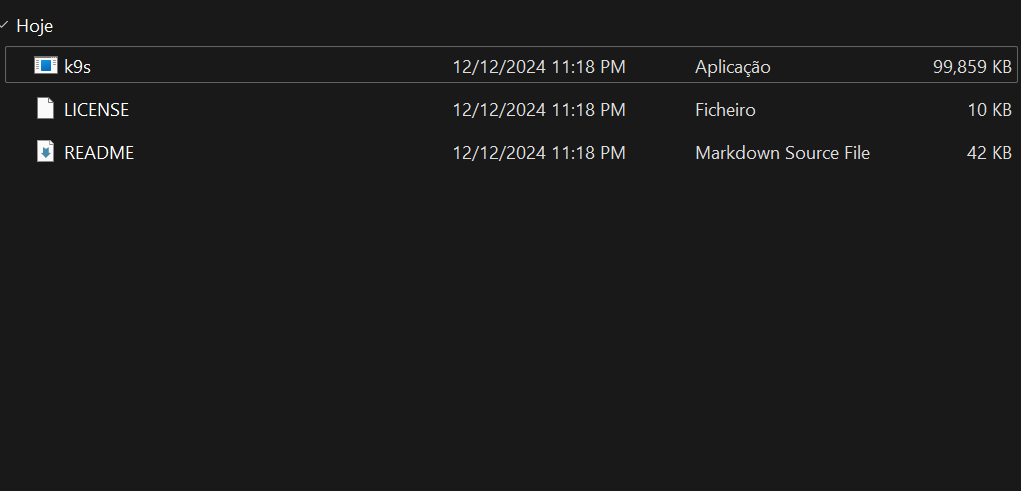 Hoje
k9s 12/12/2024 11:18 PM Aplicação 99,859 KB
LICENSE 12/12/2024 11:18 PM Ficheiro 10 KB
README 12/12/2024 11:18 PM Markdown Source File 42 KB